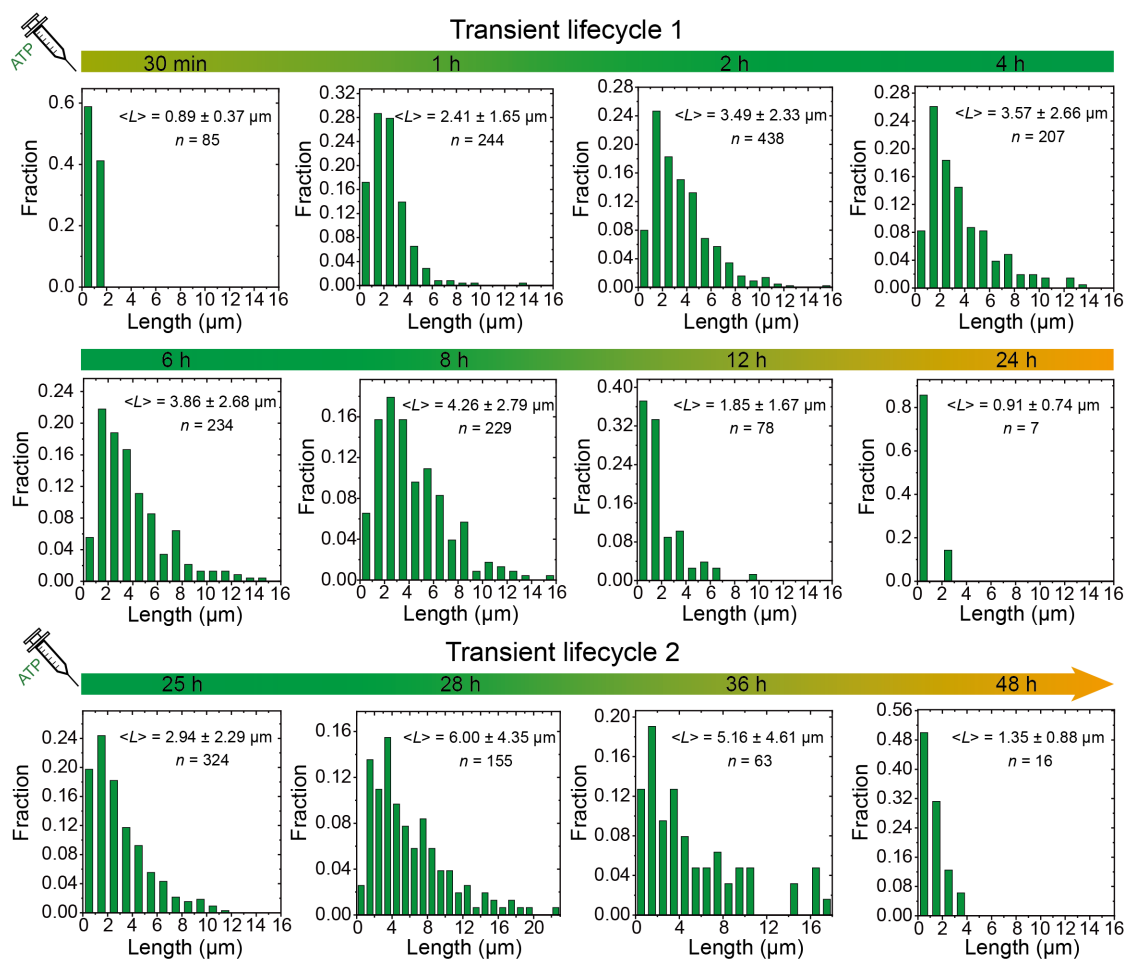 Transient lifecycle 1
ATP
30 min 1 h 2 h 4 h
<L> = 0.89 ± 0.37 µm
n = 85
Fraction
0.6
0.4
0.2
0.0
0 2 4 6 8 10 12 14 16
Length (µm)
<L> = 2.41 ± 1.65 µm
n = 244
Fraction
0.32
0.28
0.24
0.20
0.16
0.12
0.08
0.04
0.00
0 2 4 6 8 10 12 14 16
Length (µm)
<L> = 3.49 ± 2.33 µm
n = 438
Fraction
0.28
0.24
0.20
0.16
0.12
0.08
0.04
0.00
0 2 4 6 8 10 12 14 16
Length (µm)
<L> = 3.57 ± 2.66 µm
n = 207
Fraction
0.28
0.24
0.20
0.16
0.12
0.08
0.04
0.00
0 2 4 6 8 10 12 14 16
Length (µm)
6 h 8 h 12 h 24 h
<L> = 3.86 ± 2.68 µm
n = 234
Fraction
0.24
0.20
0.16
0.12
0.08
0.04
0.00
0 2 4 6 8 10 12 14 16
Length (µm)
<L> = 4.26 ± 2.79 µm
n = 229
Fraction
0.16
0.12
0.08
0.04
0.00
0 2 4 6 8 10 12 14 16
Length (µm)
<L> = 1.85 ± 1.67 µm
n = 78
Fraction
0.40
0.32
0.24
0.16
0.08
0.00
0 2 4 6 8 10 12 14 16
Length (µm)
<L> = 0.91 ± 0.74 µm
n = 7
Fraction
0.8
0.6
0.4
0.2
0.0
0 2 4 6 8 10 12 14 16
Length (µm)
Transient lifecycle 2
ATP
25 h 28 h 36 h 48 h
<L> = 2.94 ± 2.29 µm
n = 324
Fraction
0.24
0.20
0.16
0.12
0.08
0.04
0.00
0 2 4 6 8 10 12 14 16
Length (µm)
<L> = 6.00 ± 4.35 µm
n = 155
Fraction
0.16
0.12
0.08
0.04
0.00
0 4 8 12 16 20
Length (µm)
<L> = 5.16 ± 4.61 µm
n = 63
Fraction
0.20
0.16
0.12
0.08
0.04
0.00
0 4 8 12 16
Length (µm)
<L> = 1.35 ± 0.88 µm
n = 16
Fraction
0.56
0.48
0.40
0.32
0.24
0.16
0.08
0.00
0 2 4 6 8 10 12 14 16
Length (µm)